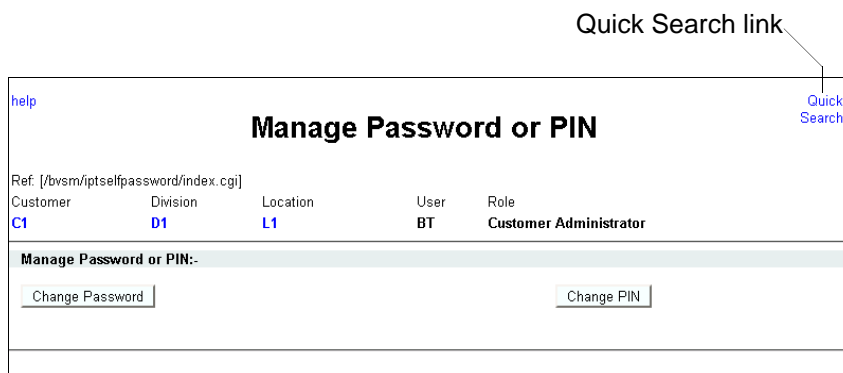 Quick Search link
help
Quick
Search
Manage Password or PIN
Ref: [/bvsm/iptselfpassword/index.cgi]
Customer Division Location User Role
C1 D1 L1 BT Customer Administrator
Manage Password or PIN:-
Change Password Change PIN